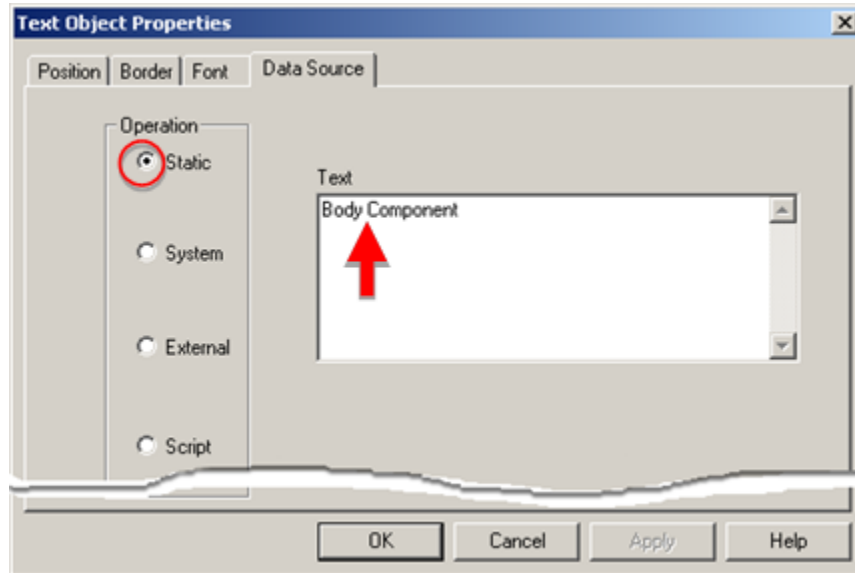 Text Object Properties
Position Border Font Data Source
Operation
Static
Text
Body Component
System
External
Script
OK Cancel Apply Help